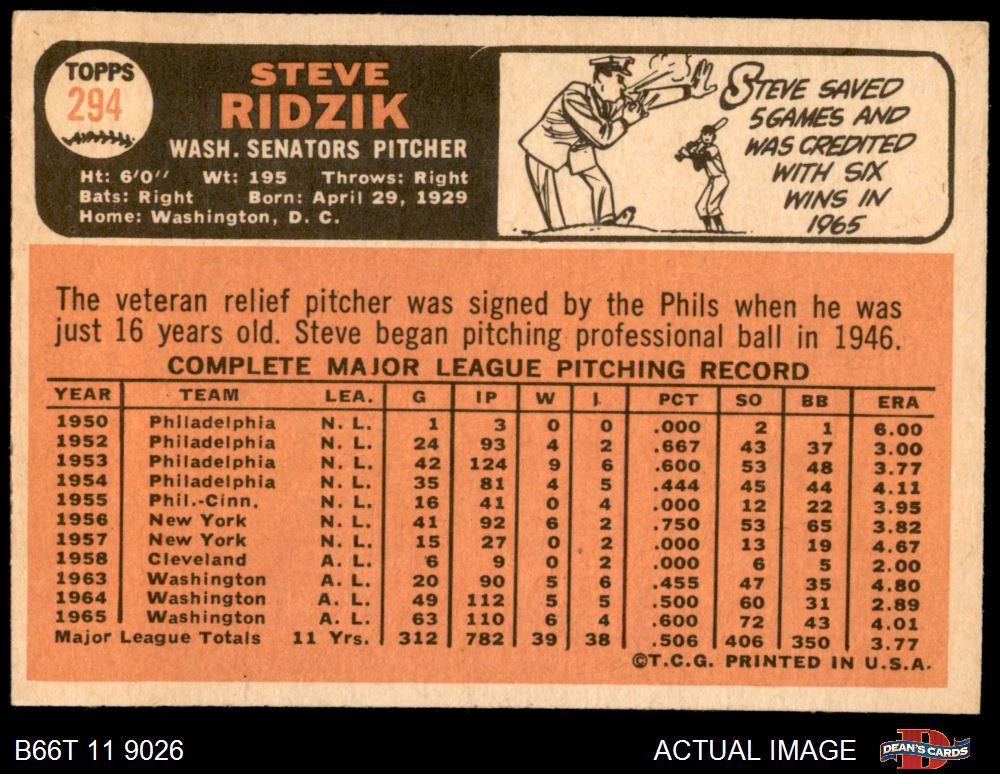 TOPPS
294
STEVE
RIDZIK
WASH. SENATORS PITCHER
Ht: 6'0" Wt: 195 Throws: Right
Bats: Right Born: April 29, 1929
Home: Washington, D. C.
STEVE SAVED
5 GAMES AND
WAS CREDITED
WITH SIX
WINS IN
1965
The veteran relief pitcher was signed by the Phils when he was
just 16 years old. Steve began pitching professional ball in 1946.
COMPLETE MAJOR LEAGUE PITCHING RECORD
YEAR TEAM LEA. G IP W L PCT SO BB ERA
1950 Philadelphia N. L. 1 3 0 0 .000 2 1 6.00
1952 Philadelphia N. L. 24 93 4 2 .667 43 37 3.00
1953 Philadelphia N. L. 42 124 9 6 .600 53 48 3.77
1954 Philadelphia N. L. 35 81 4 5 .444 45 44 4.11
1955 Phil.-Cinn. N. L. 16 41 0 4 .000 12 22 3.95
1956 New York N. L. 41 92 6 2 .750 53 65 3.82
1957 New York N. L. 15 27 0 2 .000 13 19 4.67
1958 Cleveland A. L. 6 9 0 2 .000 6 5 2.00
1963 Washington A. L. 20 90 5 6 .455 47 35 4.80
1964 Washington A. L. 49 112 5 5 .500 60 31 2.89
1965 Washington A. L. 63 110 6 4 .600 72 43 4.01
Major League Totals 11 Yrs. 312 782 39 38 .506 406 350 3.77
©T.C.G. PRINTED IN U.S.A.
B66T 11 9026
ACTUAL IMAGE
DEAN'S CARDS